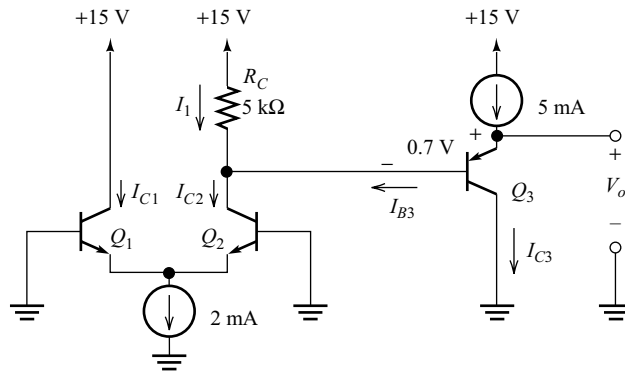 +15 V +15 V +15 V
R_C
I_1 5 kΩ 5 mA
+
0.7 V +
−
I_C1 I_C2 Q_3 V_o
I_B3
Q_1 Q_2 −
I_C3
2 mA